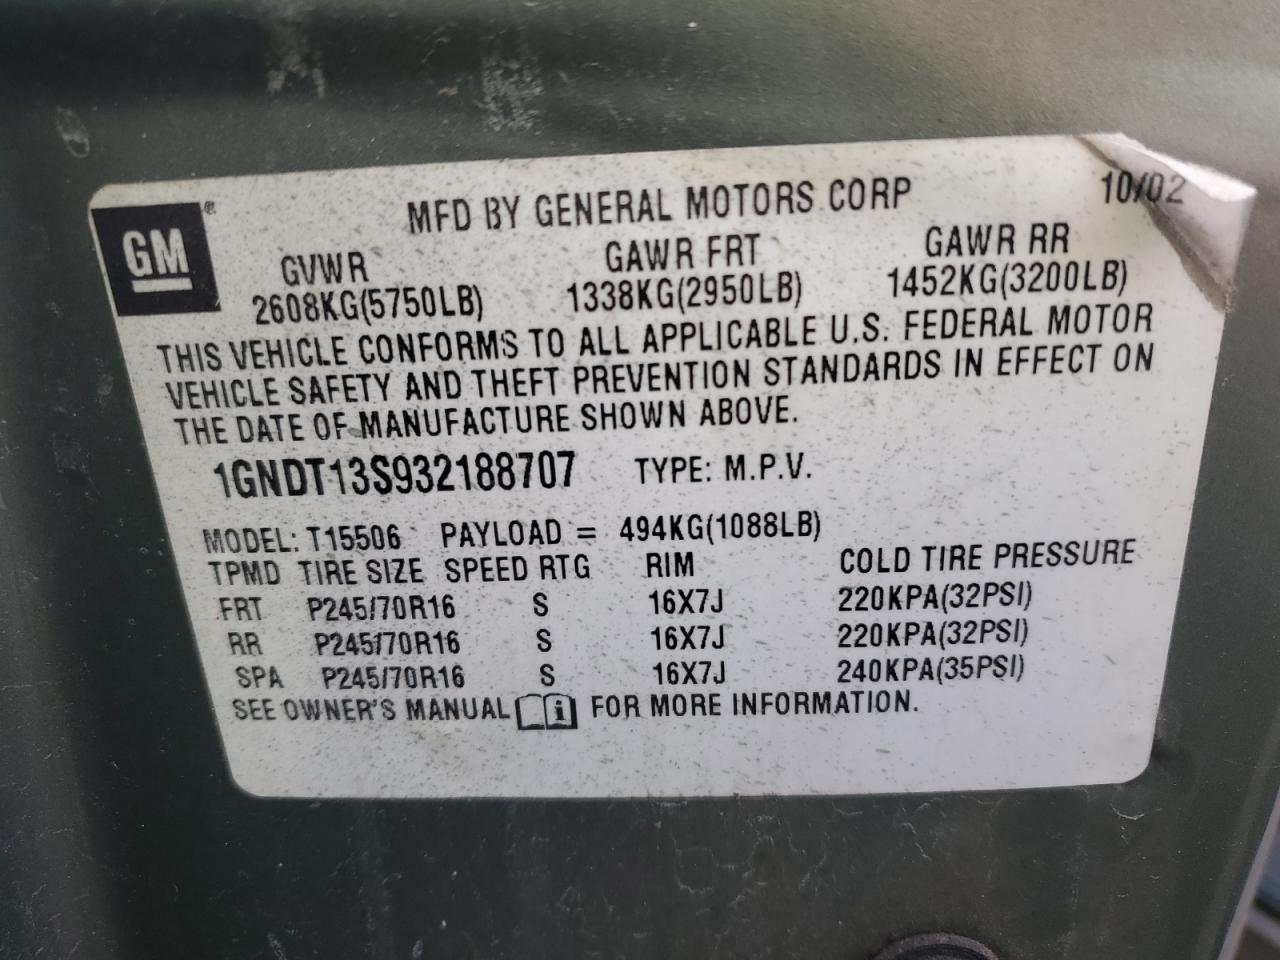 GM®
MFD BY GENERAL MOTORS CORP 10/02
GVWR GAWR FRT GAWR RR
2608KG(5750LB) 1338KG(2950LB) 1452KG(3200LB)
THIS VEHICLE CONFORMS TO ALL APPLICABLE U.S. FEDERAL MOTOR
VEHICLE SAFETY AND THEFT PREVENTION STANDARDS IN EFFECT ON
THE DATE OF MANUFACTURE SHOWN ABOVE.
1GNDT13S932188707 TYPE: M.P.V.
MODEL: T15506 PAYLOAD = 494KG(1088LB)
TPMD TIRE SIZE SPEED RTG RIM COLD TIRE PRESSURE
FRT P245/70R16 S 16X7J 220KPA(32PSI)
RR P245/70R16 S 16X7J 220KPA(32PSI)
SPA P245/70R16 S 16X7J 240KPA(35PSI)
SEE OWNER'S MANUAL i FOR MORE INFORMATION.